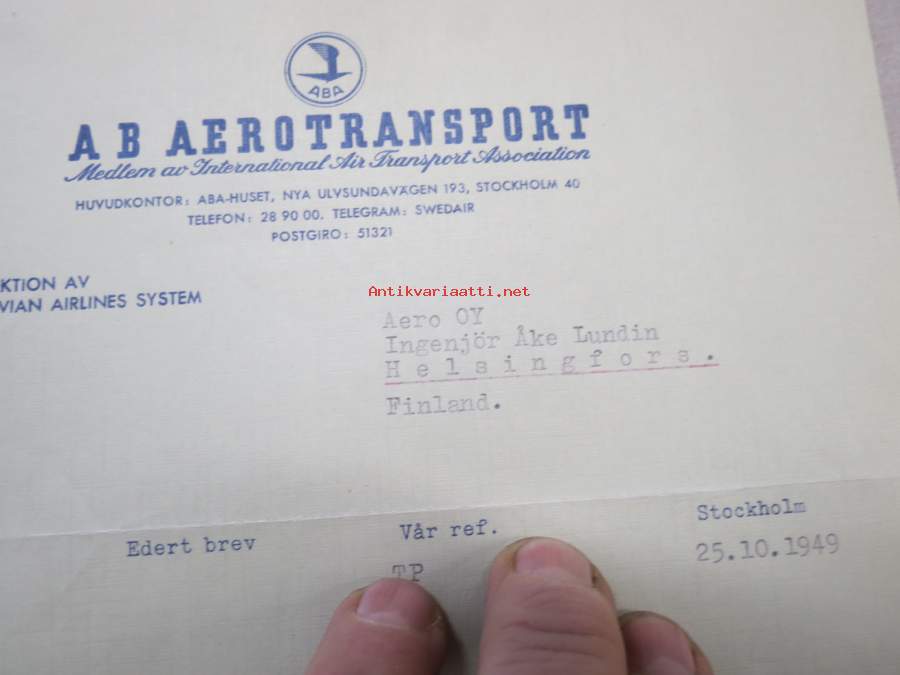 ABA
AB AEROTRANSPORT
Medlem av International Air Transport Association
HUVUDKONTOR: ABA-HUSET, NYA ULVSUNDAVÄGEN 193, STOCKHOLM 40
TELEFON: 28 90 00. TELEGRAM: SWEDAIR
POSTGIRO: 51321
KTION AV
VIAN AIRLINES SYSTEM
Antikvariaatti.net
Aero OY
Ingenjör Åke Lundin
Helsingfors.
Finland.
Edert brev
Vår ref.
Stockholm
TP
25.10.1949